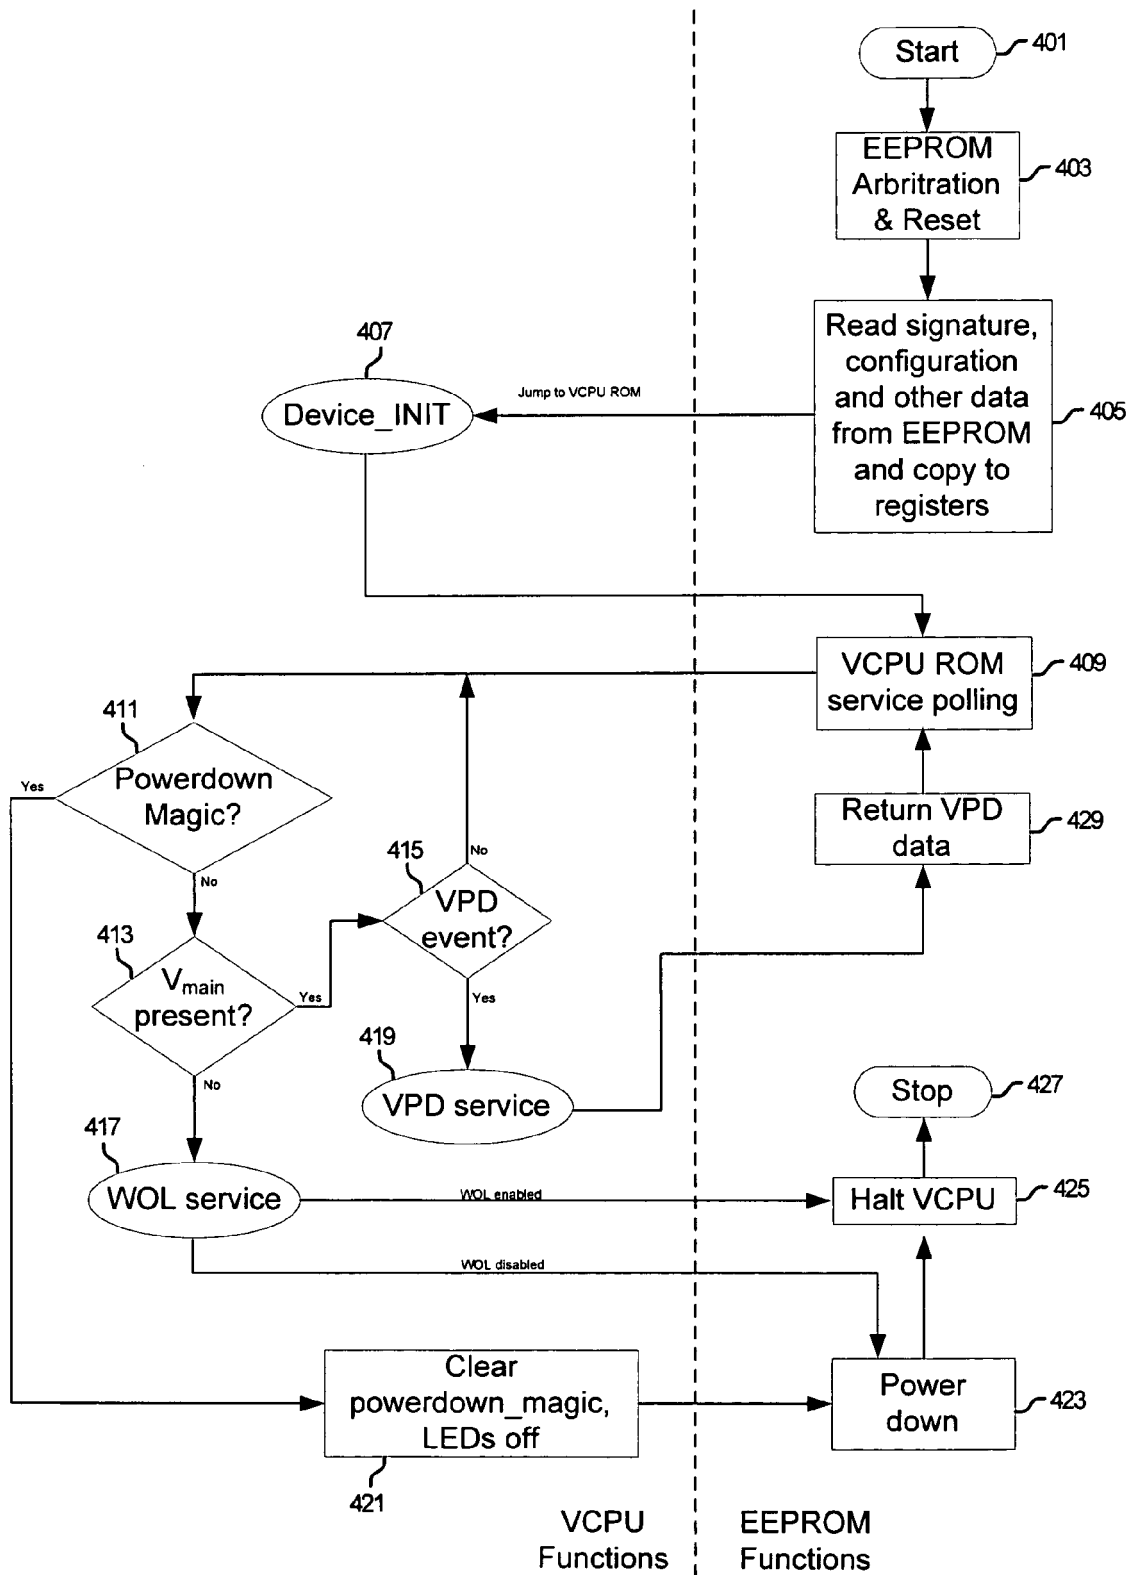 Start
401
EEPROM
Arbritration
& Reset
403
Read signature,
configuration
and other data
from EEPROM
and copy to
registers
405
407
Device_INIT
Jump to VCPU ROM
VCPU ROM
service polling
409
411
Powerdown
Magic?
Yes
No
Return VPD
data
429
415
VPD
event?
No
Yes
413
Vmain
present?
Yes
No
419
VPD service
Stop
427
417
WOL service
WOL enabled
Halt VCPU
425
WOL disabled
Clear
powerdown_magic,
LEDs off
421
Power
down
423
VCPU
Functions
EEPROM
Functions